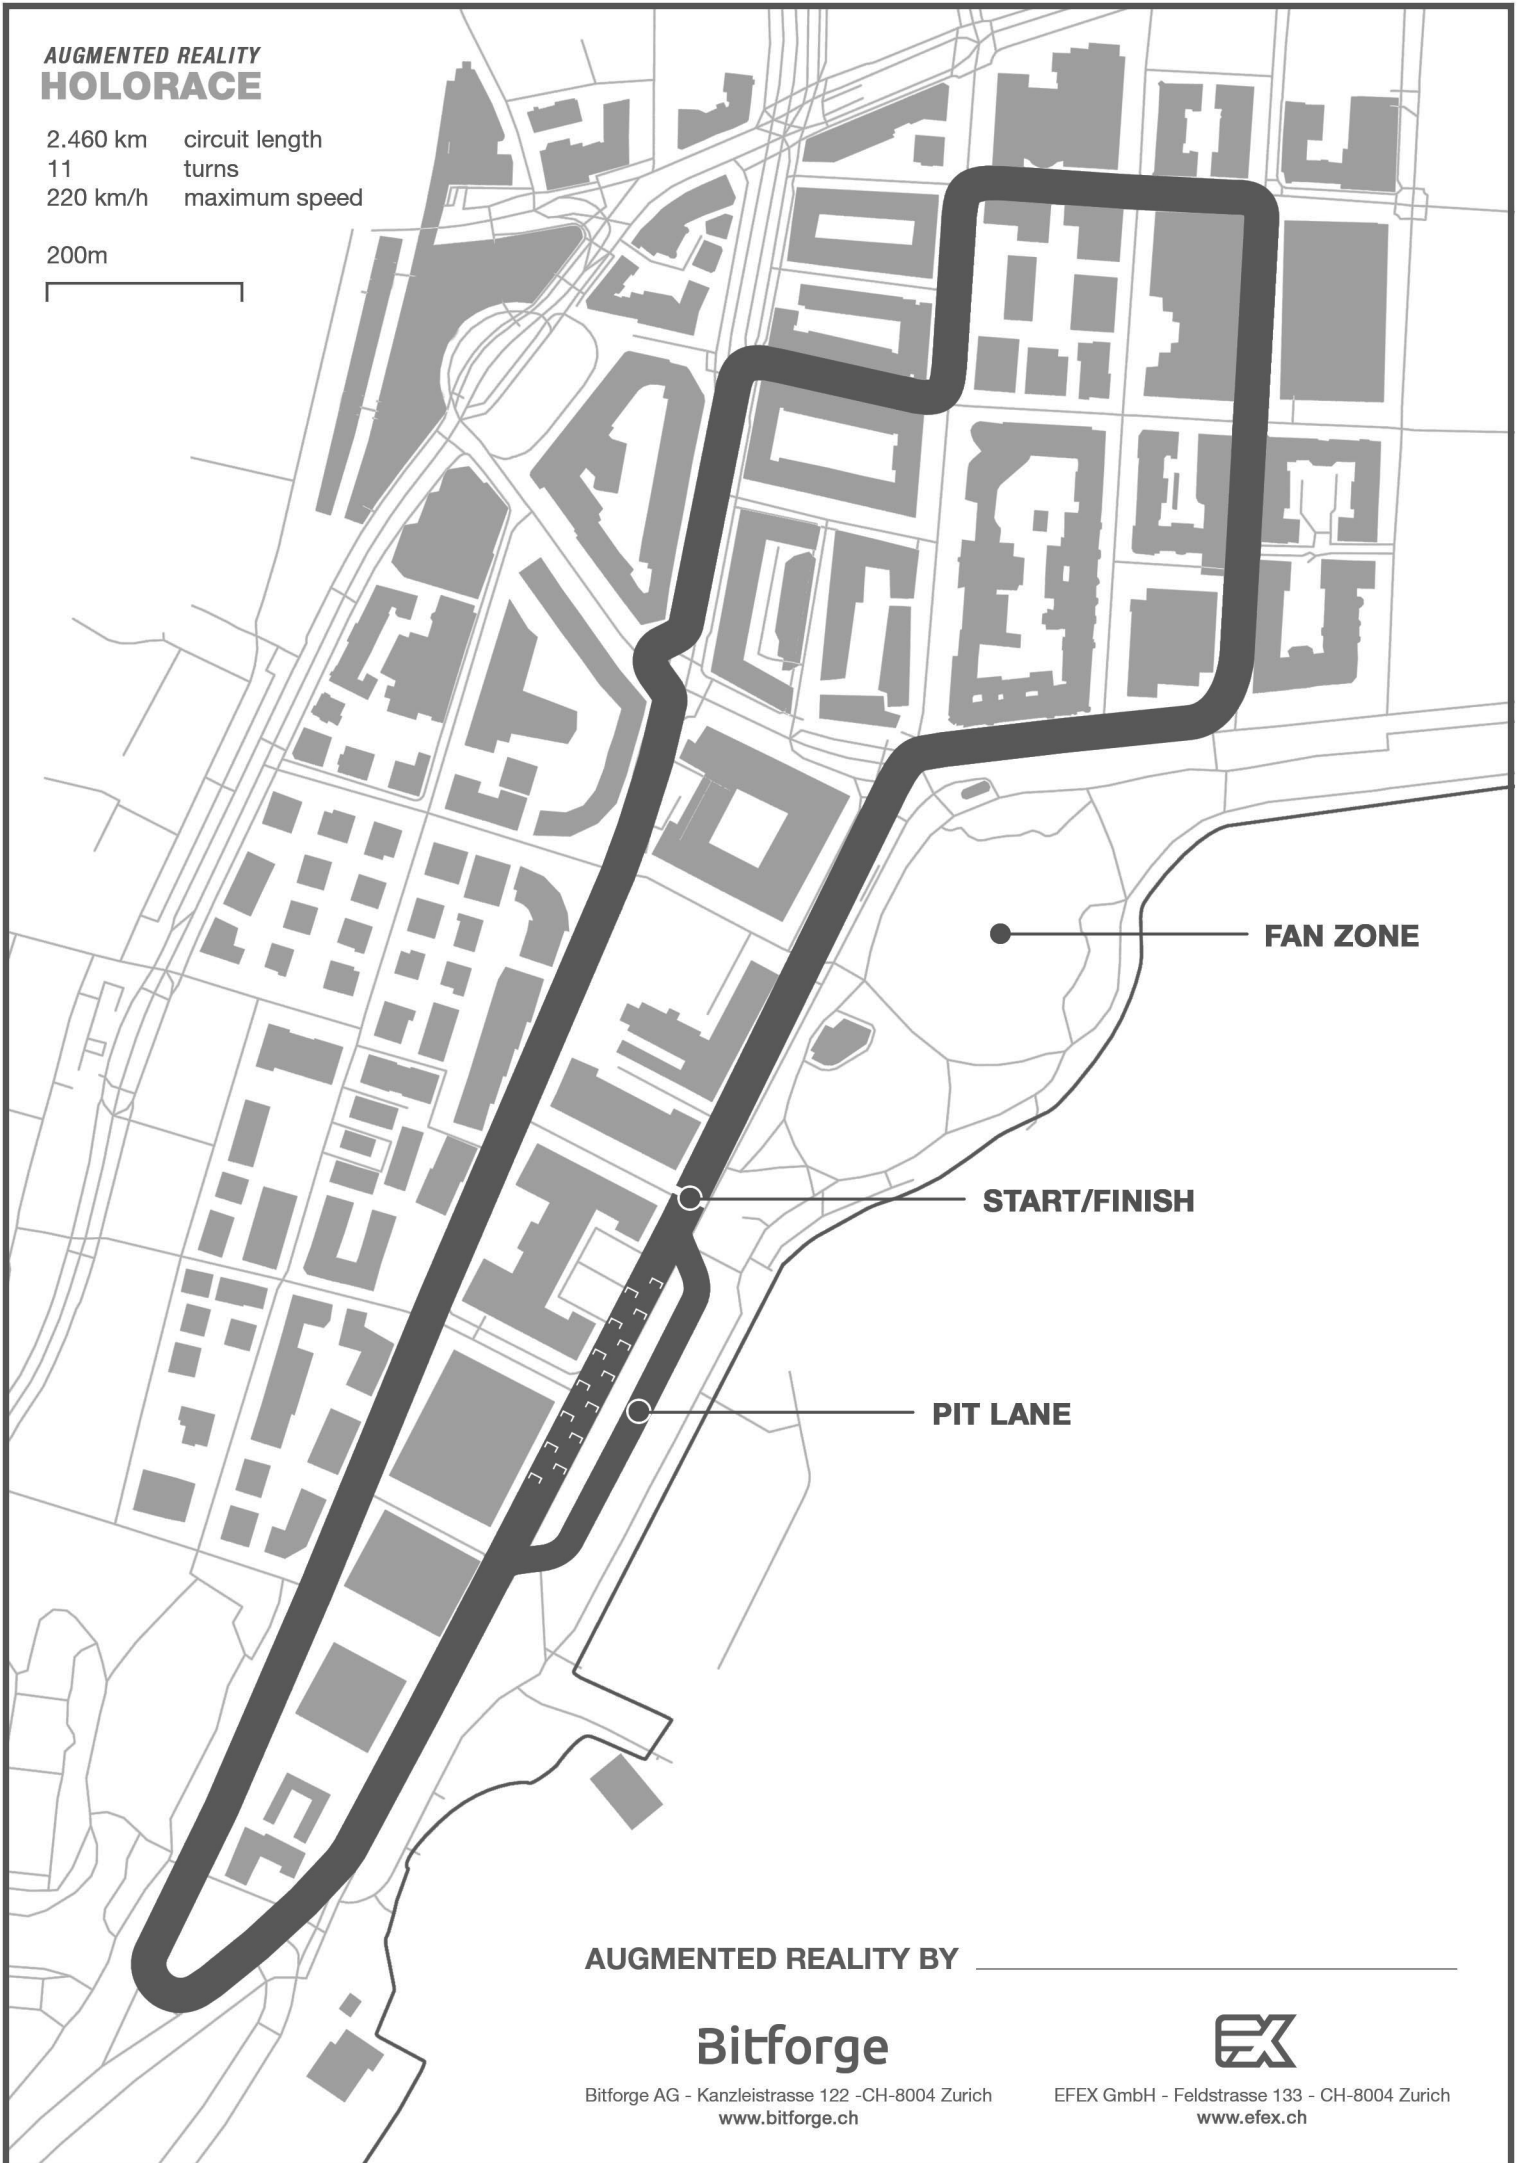 AUGMENTED REALITY
HOLORACE
2.460 km circuit length
11 turns
220 km/h maximum speed
200m
FAN ZONE
START/FINISH
PIT LANE
AUGMENTED REALITY BY
Bitforge
EX
Bitforge AG - Kanzleistrasse 122 -CH-8004 Zurich
www.bitforge.ch
EFEX GmbH - Feldstrasse 133 - CH-8004 Zurich
www.efex.ch